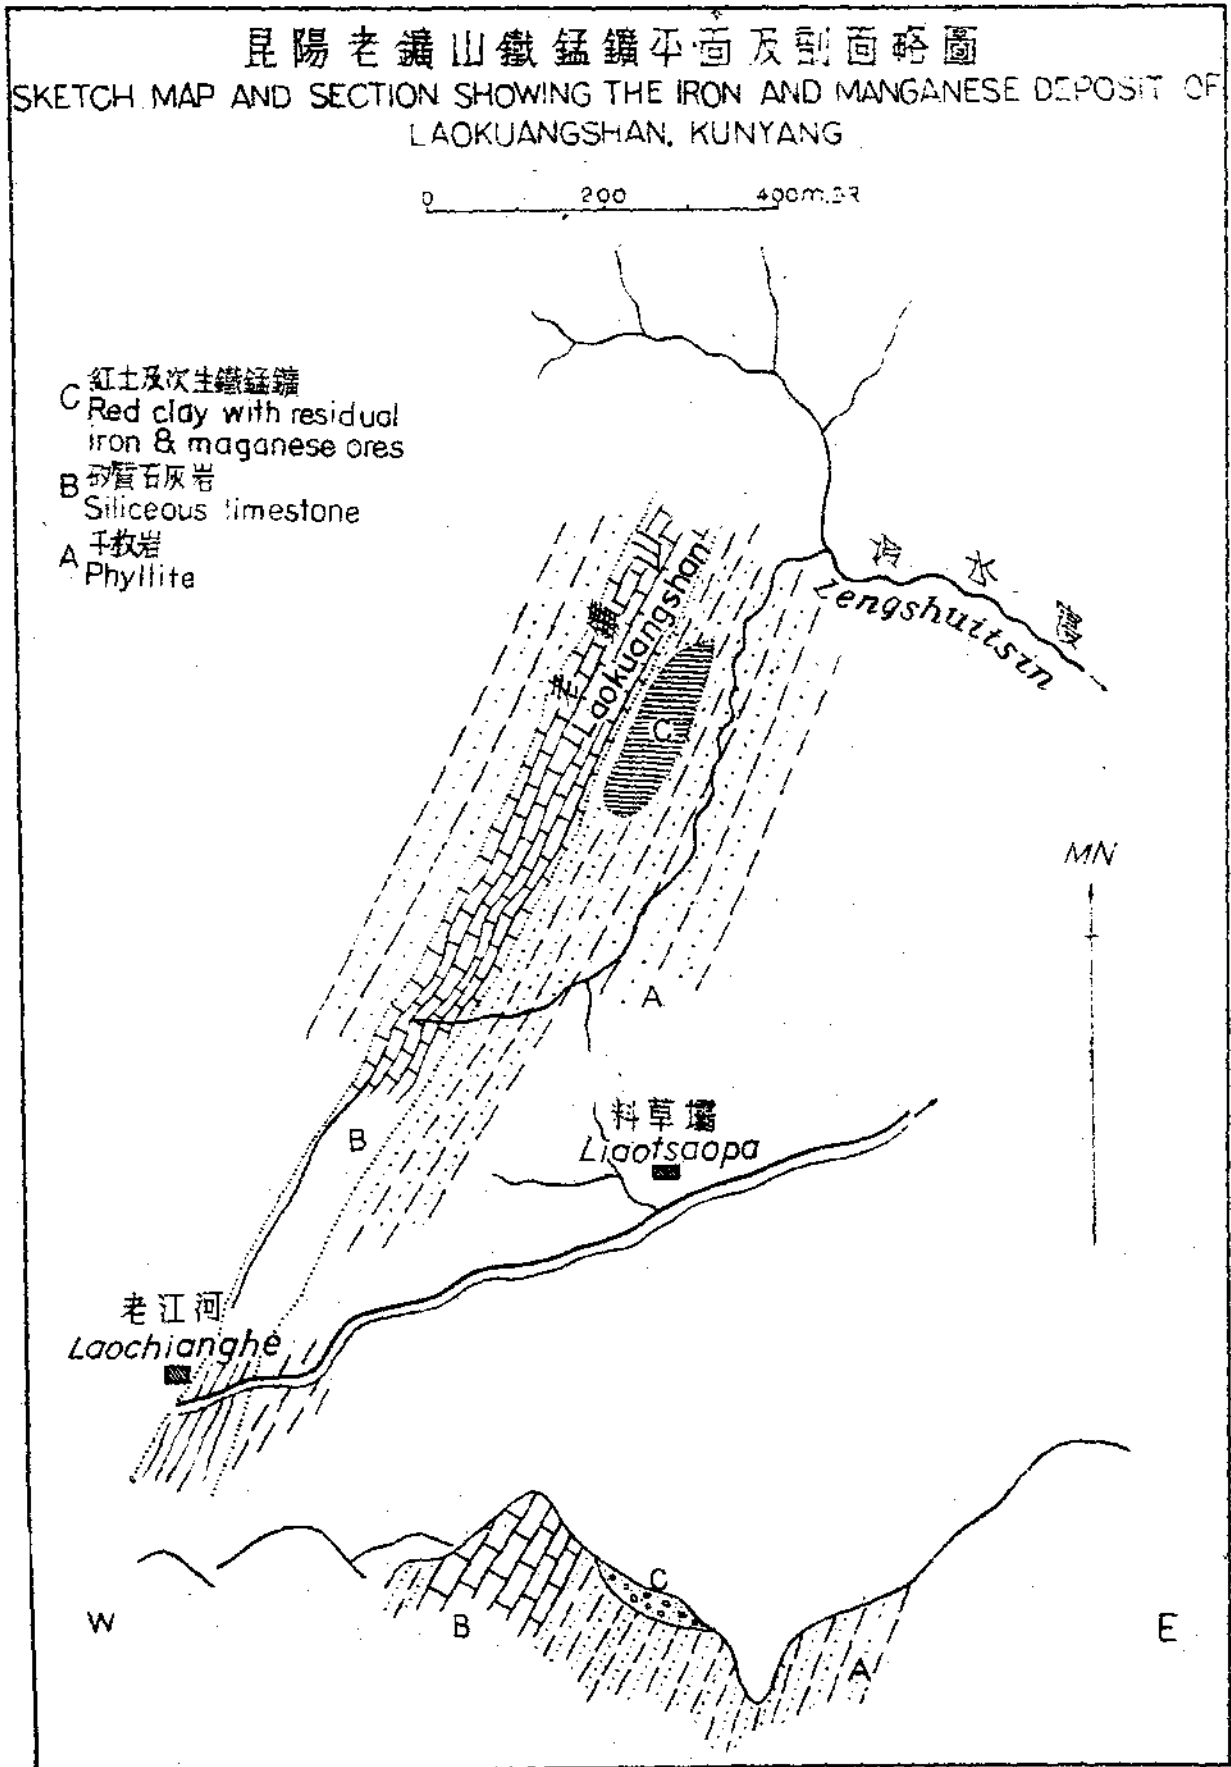 昆陽老鑛山鐵錳鑛平面及剖面略圖
SKETCH MAP AND SECTION SHOWING THE IRON AND MANGANESE DEPOSIT OF
LAOKUANGSHAN. KUNYANG
0 200 400m.
C 紅土及次生鐵錳鑛
Red clay with residual
iron & maganese ores
B 矽質石灰岩
Siliceous limestone
A 千枚岩
Phyllite
老鑛山
Laokuangshan
冷水
Lengshuitsin
C
MN
A
B
料草壩
Liaotsaopa
老江河
Laochianghe
C
W
B
A
E